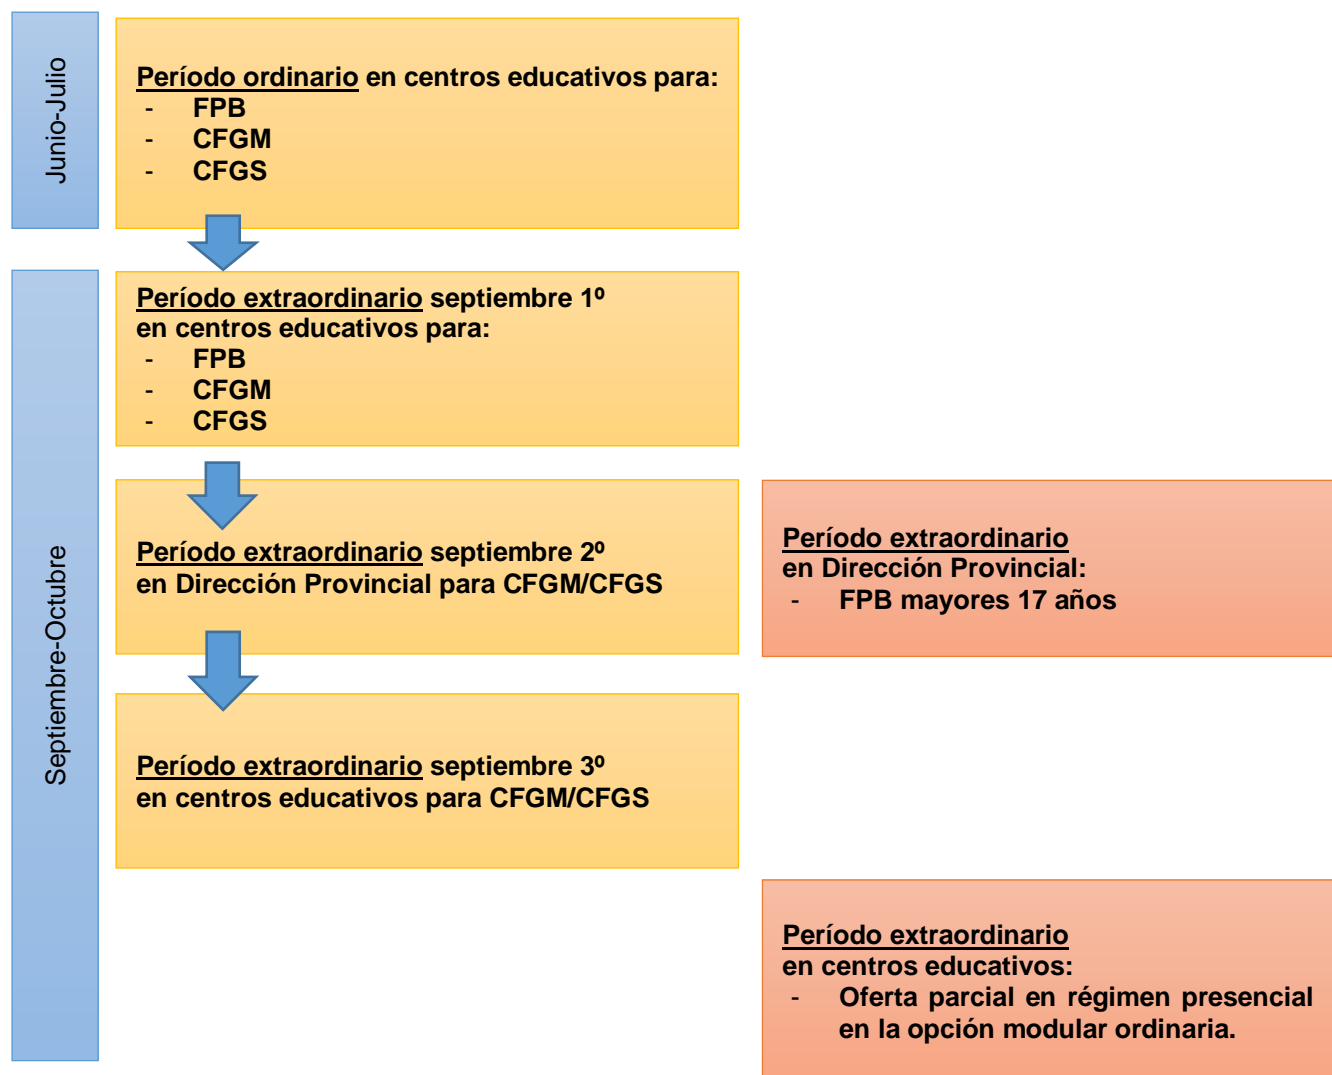 Junio-Julio
Período ordinario en centros educativos para:
- FPB
- CFGM
- CFGS
Septiembre-Octubre
Período extraordinario septiembre 1º
en centros educativos para:
- FPB
- CFGM
- CFGS
Período extraordinario septiembre 2º
en Dirección Provincial para CFGM/CFGS
Período extraordinario
en Dirección Provincial:
- FPB mayores 17 años
Período extraordinario septiembre 3º
en centros educativos para CFGM/CFGS
Período extraordinario
en centros educativos:
- Oferta parcial en régimen presencial
en la opción modular ordinaria.